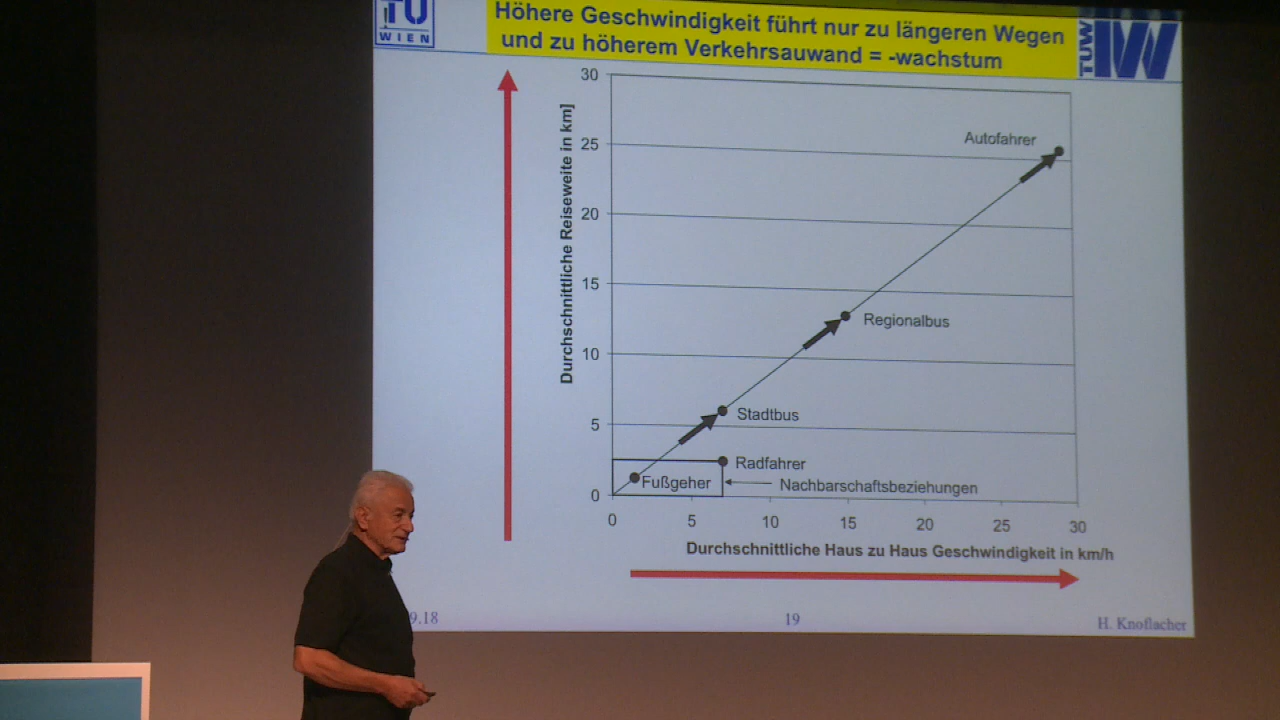 TU
WIEN
Höhere Geschwindigkeit führt nur zu längeren Wegen
und zu höherem Verkehrsauwand = -wachstum
TUW
IVV
Durchschnittliche Reiseweite in km]
30
25
20
15
10
5
0
Autofahrer
Regionalbus
Stadtbus
Radfahrer
Fußgeher
Nachbarschaftsbeziehungen
0 5 10 15 20 25 30
Durchschnittliche Haus zu Haus Geschwindigkeit in km/h
9.18 19 H. Knoflacher